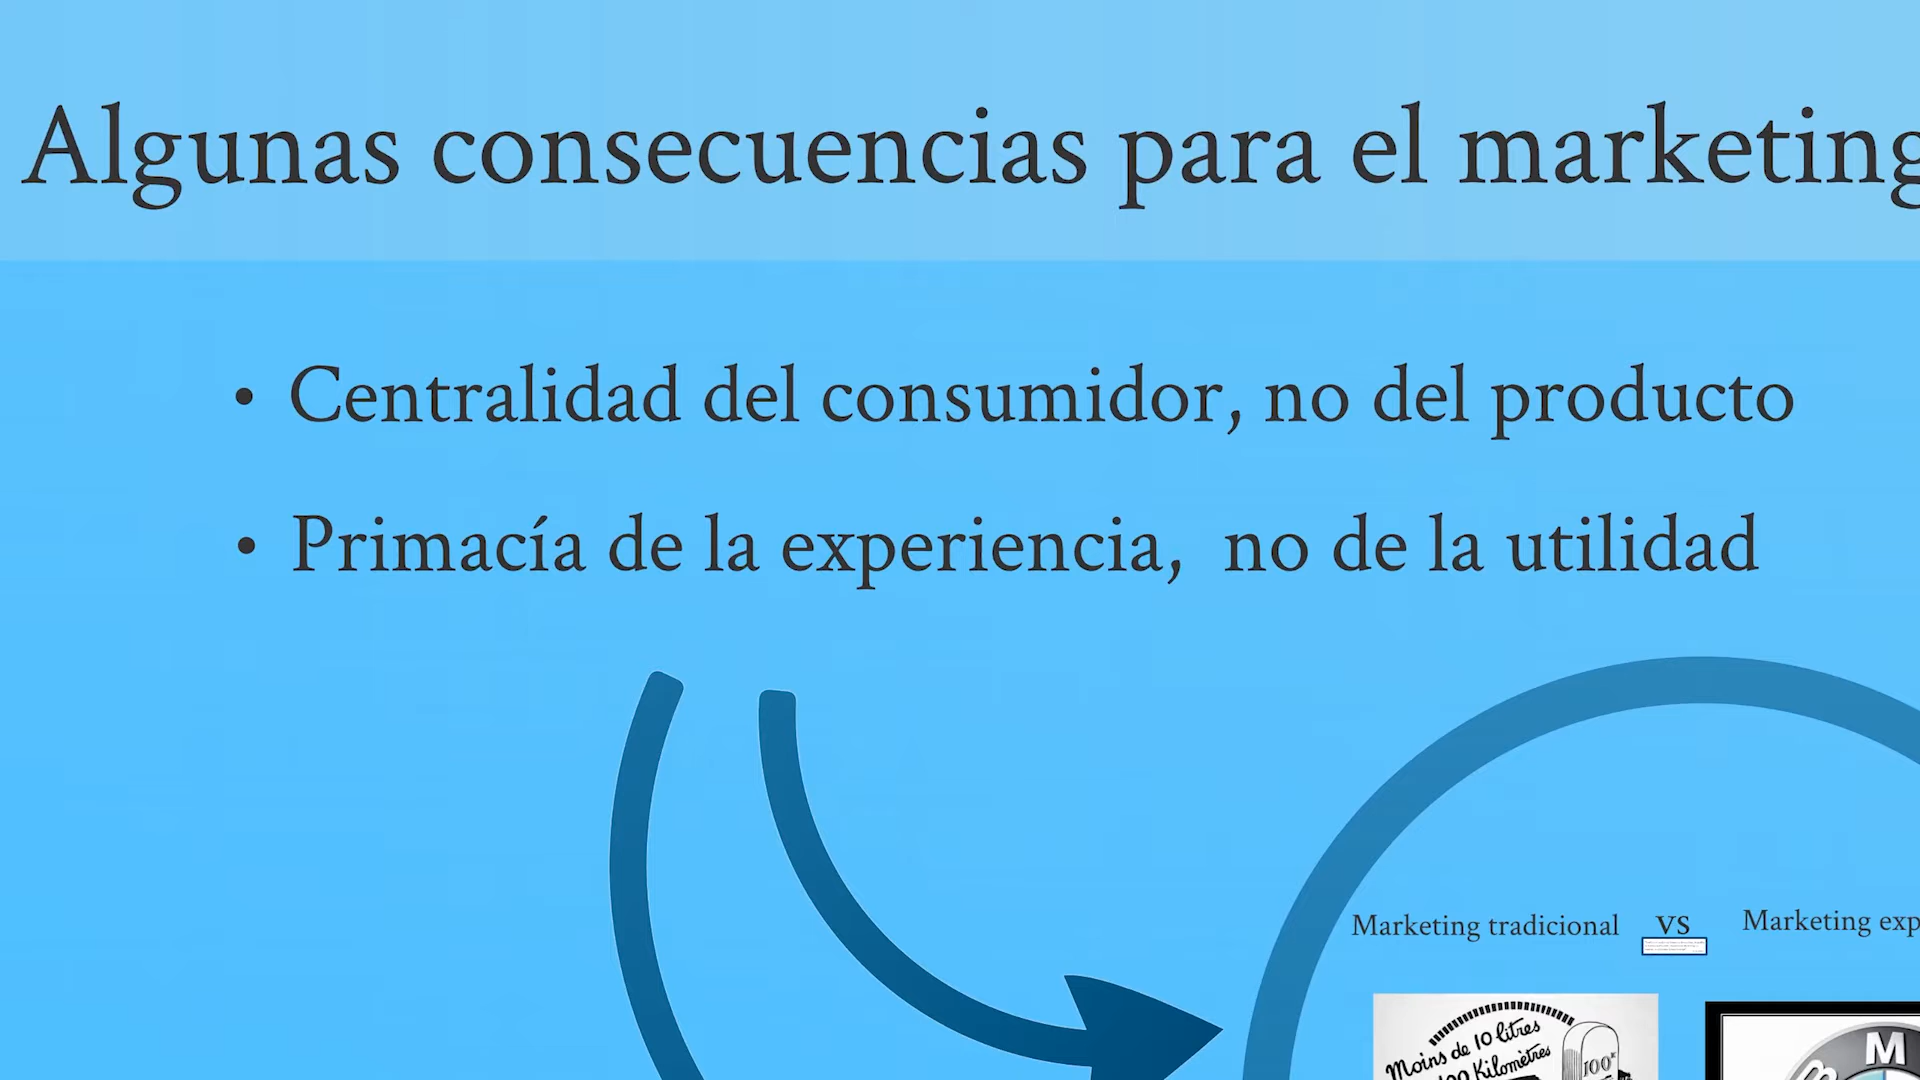 Algunas consecuencias para el marketing
• Centralidad del consumidor, no del producto
• Primacía de la experiencia, no de la utilidad
Marketing tradicional vs Marketing exp
Moins de 10 litres
100 Kilomètres
100K
M